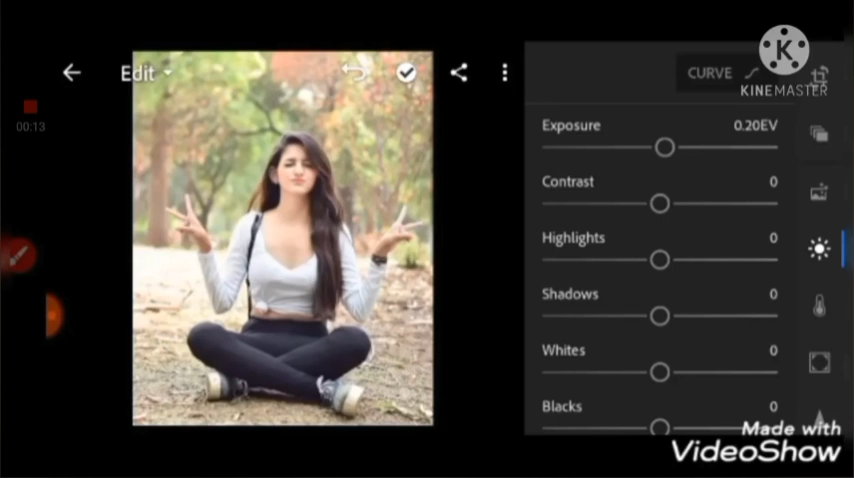 Edit
CURVE
KINEMASTER
00:13
Exposure 0.20EV
Contrast 0
Highlights 0
Shadows 0
Whites 0
Blacks 0
Made with
VideoShow